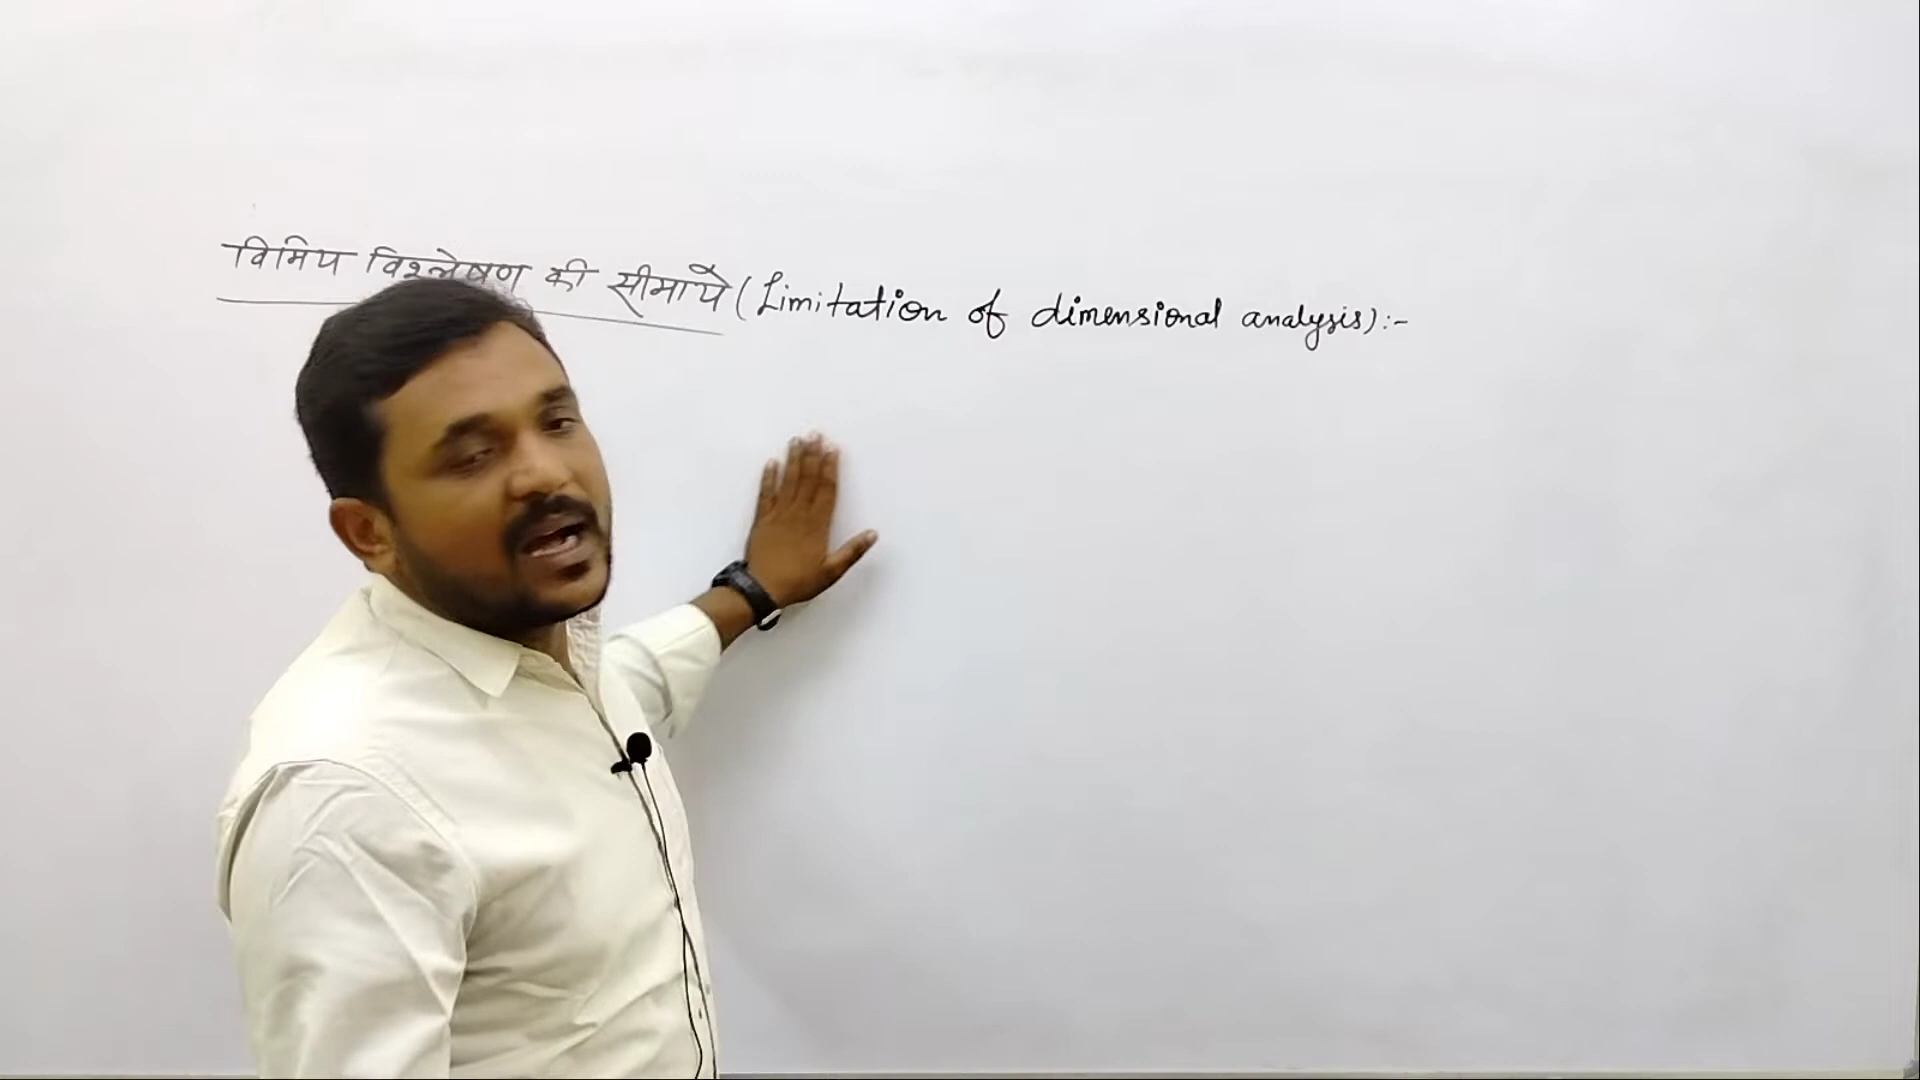 विमिय विश्लेषण की सीमायें (Limitation of dimensional analysis):-